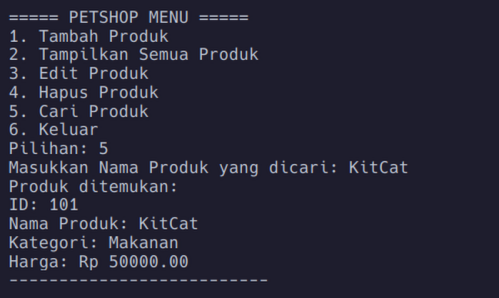 ===== PETSHOP MENU =====
1. Tambah Produk
2. Tampilkan Semua Produk
3. Edit Produk
4. Hapus Produk
5. Cari Produk
6. Keluar
Pilihan: 5
Masukkan Nama Produk yang dicari: KitCat
Produk ditemukan:
ID: 101
Nama Produk: KitCat
Kategori: Makanan
Harga: Rp 50000.00
--------------------------